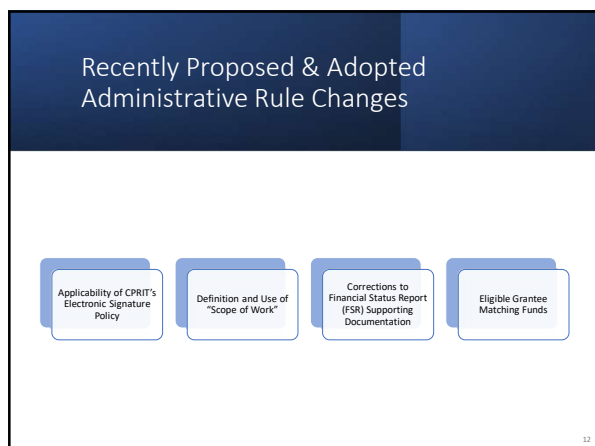 Recently Proposed & Adopted
Administrative Rule Changes
Applicability of CPRIT's
Electronic Signature
Policy
Definition and Use of
“Scope of Work”
Corrections to
Financial Status Report
(FSR) Supporting
Documentation
Eligible Grantee
Matching Funds
12